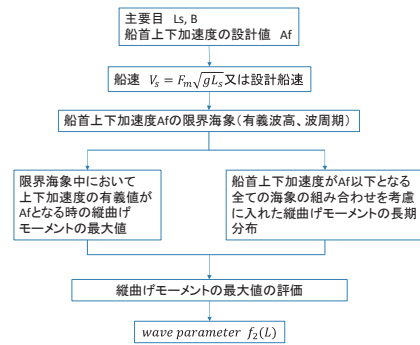 主要目 Ls, B
船首上下加速度の設計値 Af
船速 $V_s = F_m\sqrt{gL_s}$又は設計船速
船首上下加速度Afの限界海象（有義波高、波周期）
限界海象中において
上下加速度の有義値が
Afとなる時の縦曲げ
モーメントの最大値
船首上下加速度がAf以下となる
全ての海象の組み合わせを考慮
に入れた縦曲げモーメントの長期
分布
縦曲げモーメントの最大値の評価
wave parameter $f_2(L)$